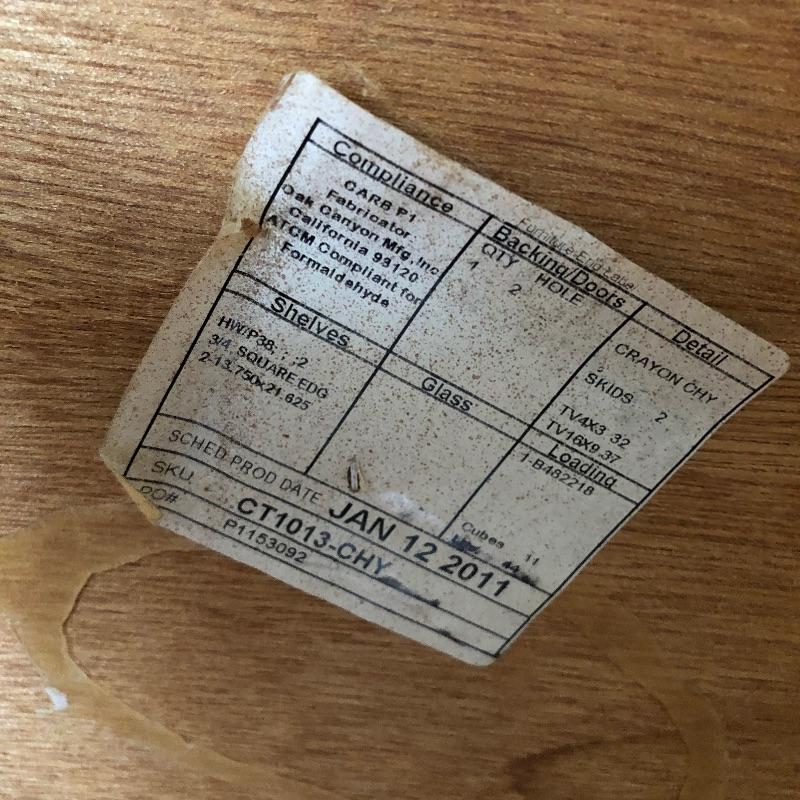 Furniture End Label
Compliance
CARB P1
Fabricator
Oak Canyon Mfg, Inc
California 93120
ATCM Compliant for
Formaldehyde
Backing/Doors
QTY HOLE
1 2
Detail
CRAYON CHY
SKIDS 2
TV4X3 32
TV16X9 37
Shelves
HW/P38, ; ;2
3/4 SQUARE EDG
2-13.750x21.625
Glass
Loading
1-B482218
Cubes 11
44
SCHED PROD DATE JAN 12 2011
SKU CT1013-CHY
PO# P1153092